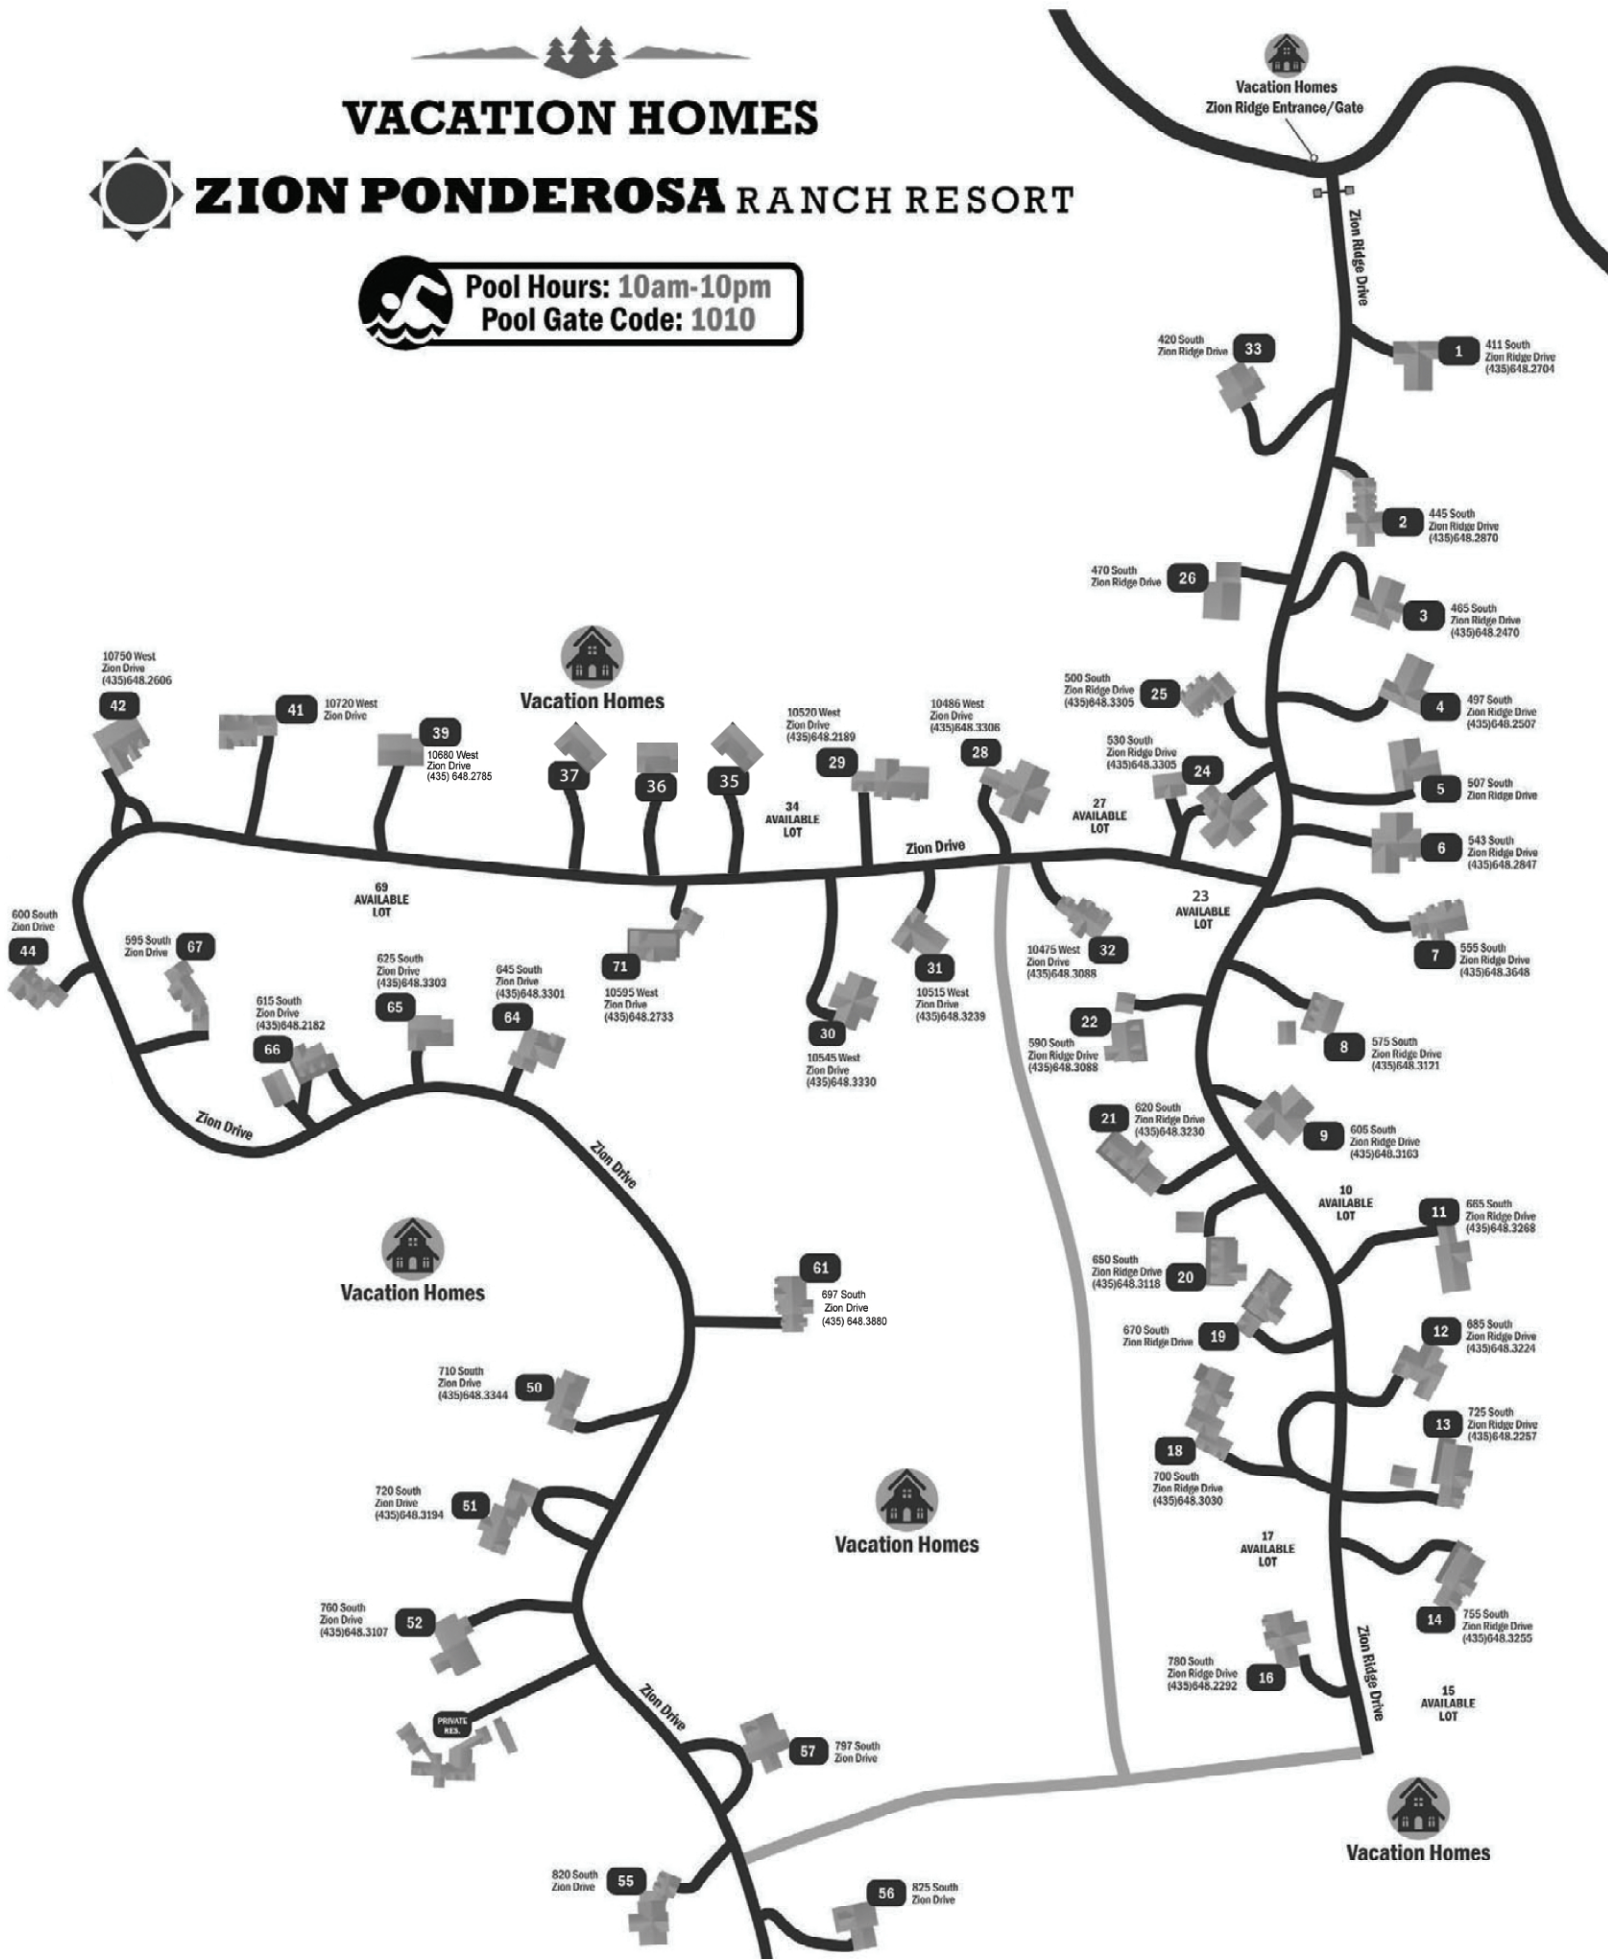 VACATION HOMES
ZION PONDEROSA RANCH RESORT
Pool Hours: 10am-10pm
Pool Gate Code: 1010
Vacation Homes
Zion Ridge Entrance/Gate
Zion Ridge Drive
420 South
Zion Ridge Drive
33
1
411 South
Zion Ridge Drive
(435)648.2704
2
445 South
Zion Ridge Drive
(435)648.2870
470 South
Zion Ridge Drive
26
3
465 South
Zion Ridge Drive
(435)648.2470
500 South
Zion Ridge Drive
(435)648.3305
25
4
497 South
Zion Ridge Drive
(435)648.2507
530 South
Zion Ridge Drive
(435)648.3305
24
5
507 South
Zion Ridge Drive
6
543 South
Zion Ridge Drive
(435)648.2847
10750 West
Zion Drive
(435)648.2606
42
41
10720 West
Zion Drive
39
10680 West
Zion Drive
(435) 648.2785
Vacation Homes
37
36
35
34
AVAILABLE
LOT
10520 West
Zion Drive
(435)648.2189
29
10486 West
Zion Drive
(435)648.3306
28
27
AVAILABLE
LOT
Zion Drive
69
AVAILABLE
LOT
23
AVAILABLE
LOT
7
555 South
Zion Ridge Drive
(435)648.3648
600 South
Zion Drive
44
595 South
Zion Drive
67
615 South
Zion Drive
(435)648.2182
66
625 South
Zion Drive
(435)648.3303
65
645 South
Zion Drive
(435)648.3301
64
71
10595 West
Zion Drive
(435)648.2733
30
10545 West
Zion Drive
(435)648.3330
31
10515 West
Zion Drive
(435)648.3239
10475 West
Zion Drive
(435)648.3088
32
22
590 South
Zion Ridge Drive
(435)648.3088
8
575 South
Zion Ridge Drive
(435)648.3121
21
620 South
Zion Ridge Drive
(435)648.3230
9
605 South
Zion Ridge Drive
(435)648.3163
Zion Drive
Zion Drive
10
AVAILABLE
LOT
11
665 South
Zion Ridge Drive
(435)648.3268
650 South
Zion Ridge Drive
(435)648.3118
20
Vacation Homes
61
697 South
Zion Drive
(435) 648.3880
670 South
Zion Ridge Drive
19
12
685 South
Zion Ridge Drive
(435)648.3224
710 South
Zion Drive
(435)648.3344
50
13
725 South
Zion Ridge Drive
(435)648.2257
18
700 South
Zion Ridge Drive
(435)648.3030
720 South
Zion Drive
(435)648.3194
51
Vacation Homes
17
AVAILABLE
LOT
14
755 South
Zion Ridge Drive
(435)648.3255
760 South
Zion Drive
(435)648.3107
52
780 South
Zion Ridge Drive
(435)648.2292
16
Zion Ridge Drive
15
AVAILABLE
LOT
PRIVATE
RES.
Zion Drive
57
797 South
Zion Drive
Vacation Homes
820 South
Zion Drive
55
56
825 South
Zion Drive